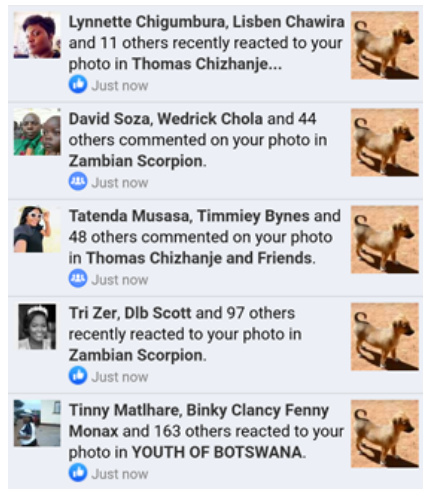 Lynnette Chigumbura, Lisben Chawira
and 11 others recently reacted to your
photo in Thomas Chizhanje...
Just now
David Soza, Wedrick Chola and 44
others commented on your photo in
Zambian Scorpion.
Just now
Tatenda Musasa, Timmiey Bynes and
48 others commented on your photo
in Thomas Chizhanje and Friends.
Just now
Tri Zer, Dlb Scott and 97 others
recently reacted to your photo in
Zambian Scorpion.
Just now
Tinny Matlhare, Binky Clancy Fenny
Monax and 163 others reacted to your
photo in YOUTH OF BOTSWANA.
Just now